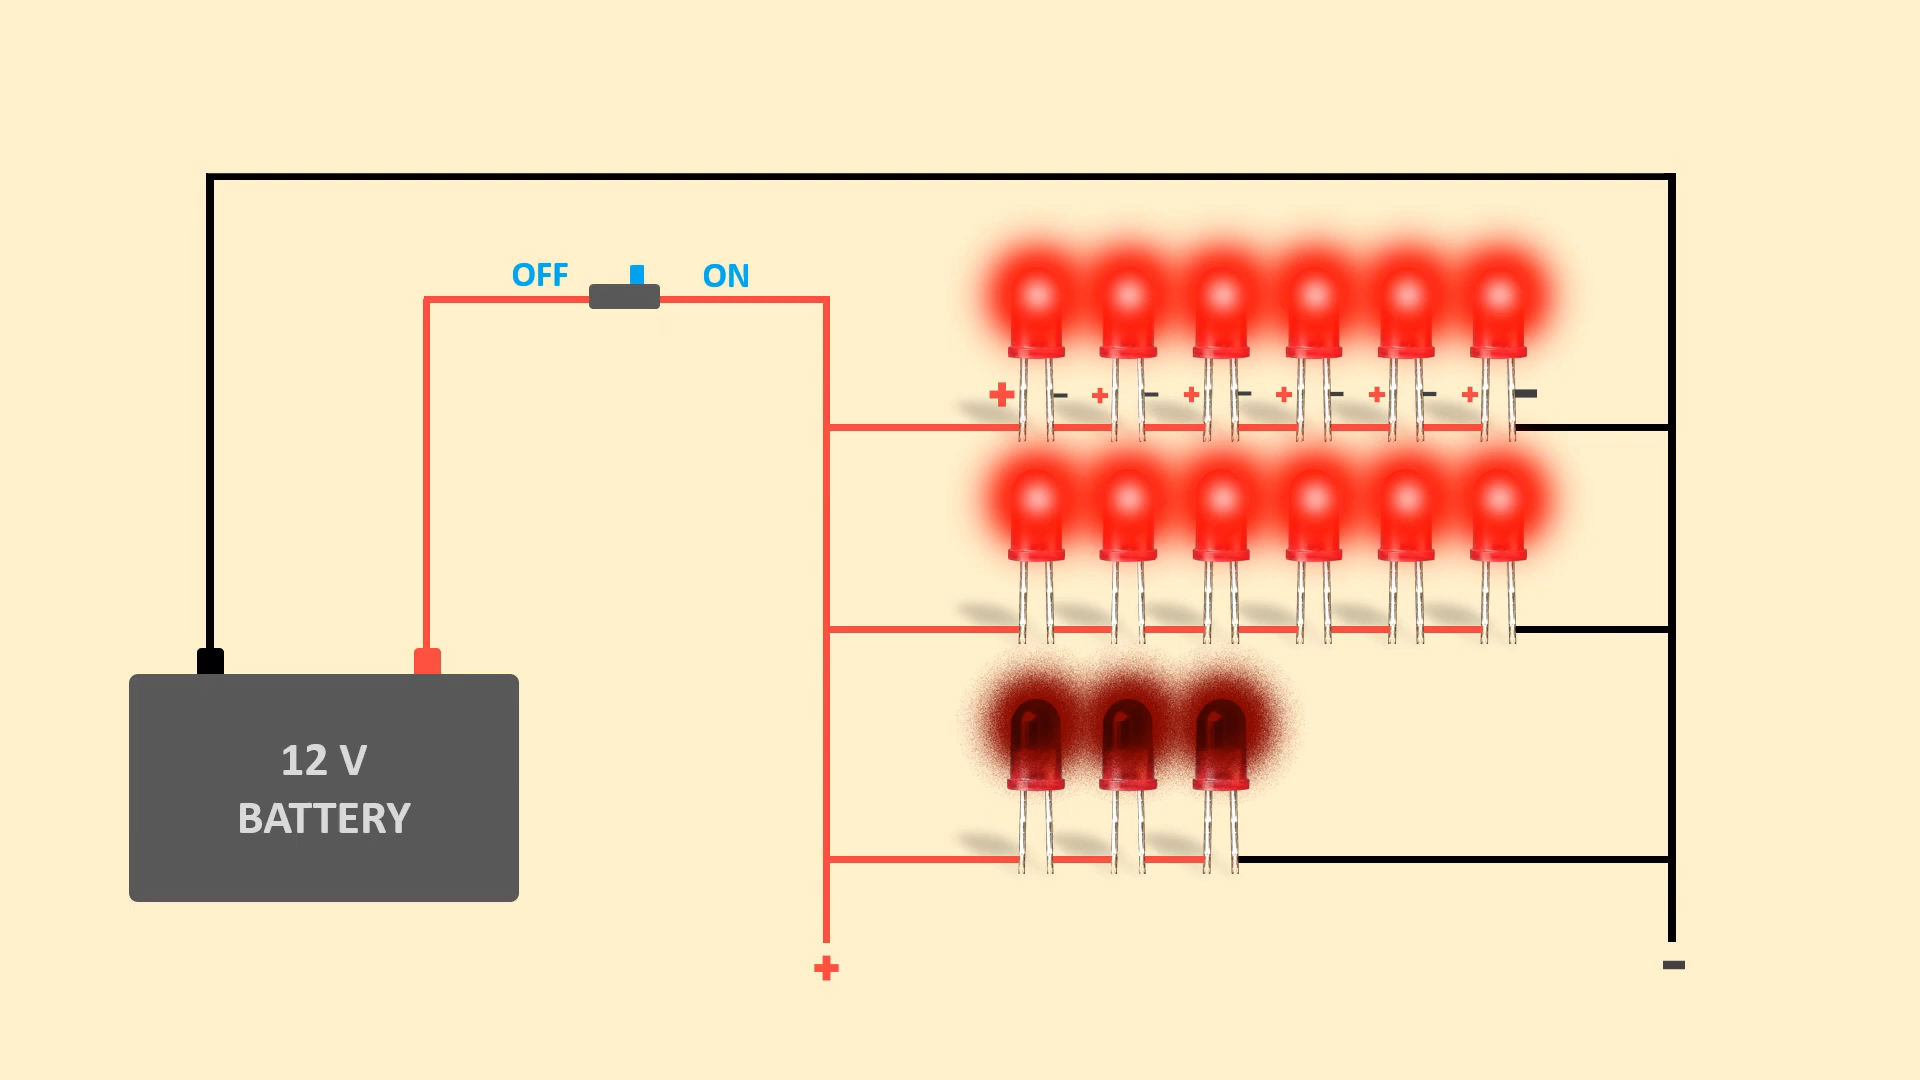 OFF ON
+ - + - + - + - + - + -
12 V
BATTERY
+ -